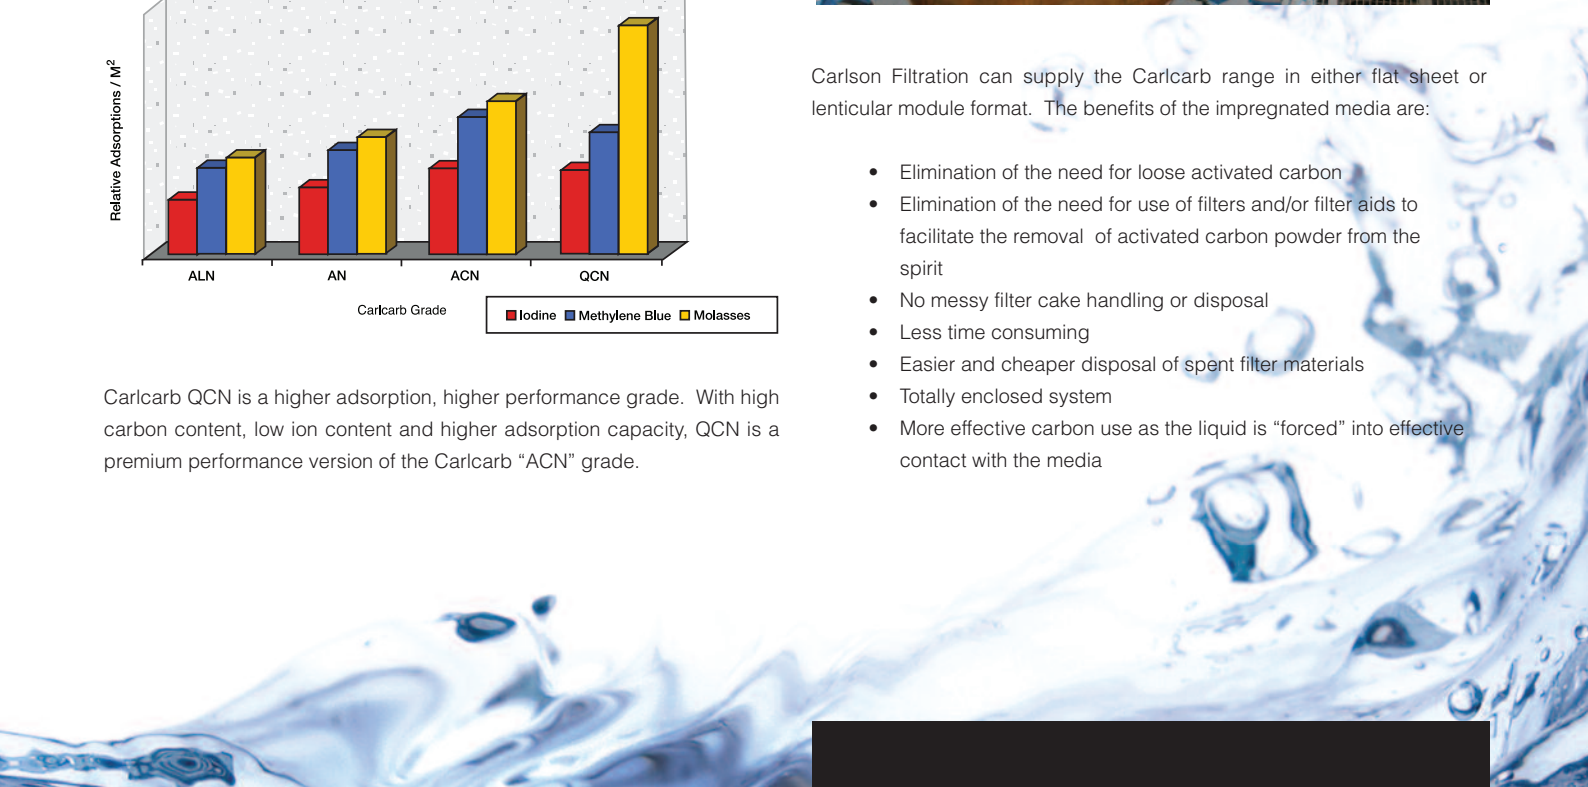 Relative Adsorptions / M²
ALN AN ACN QCN
Carlcarb Grade
Iodine Methylene Blue Molasses
Carlcarb QCN is a higher adsorption, higher performance grade. With high
carbon content, low ion content and higher adsorption capacity, QCN is a
premium performance version of the Carlcarb “ACN” grade.
Carlson Filtration can supply the Carlcarb range in either flat sheet or
lenticular module format. The benefits of the impregnated media are:
• Elimination of the need for loose activated carbon
• Elimination of the need for use of filters and/or filter aids to
facilitate the removal of activated carbon powder from the
spirit
• No messy filter cake handling or disposal
• Less time consuming
• Easier and cheaper disposal of spent filter materials
• Totally enclosed system
• More effective carbon use as the liquid is “forced” into effective
contact with the media